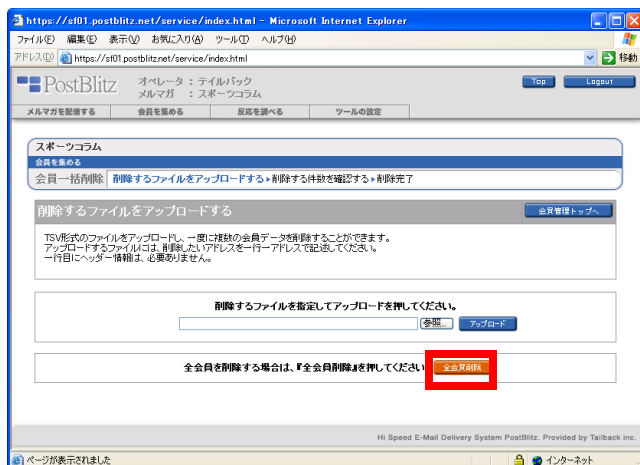 https://sf01.postblitz.net/service/index.html - Microsoft Internet Explorer
ファイル(F) 編集(E) 表示(V) お気に入り(A) ツール(T) ヘルプ(H)
アドレス(D) https://sf01.postblitz.net/service/index.html 移動
PostBlitz オペレータ : テイルバック
メルマガ : スポーツコラム
Top Logout
メルマガを配信する 会員を集める 反応を調べる ツールの設定
スポーツコラム
会員を集める
会員一括削除 削除するファイルをアップロードする▶削除する件数を確認する▶削除完了
削除するファイルをアップロードする 会員管理トップへ
TSV形式のファイルをアップロードし、一度に複数の会員データを削除することができます。
アップロードするファイルには、削除したいアドレスを一行一アドレスで記述してください。
一行目にヘッダー情報は、必要ありません。
削除するファイルを指定してアップロードを押してください。
参照... アップロード
全会員を削除する場合は、『全会員削除』を押してください 全会員削除
Hi Speed E-Mail Delivery System PostBlitz. Provided by Tailback inc.
ページが表示されました インターネット